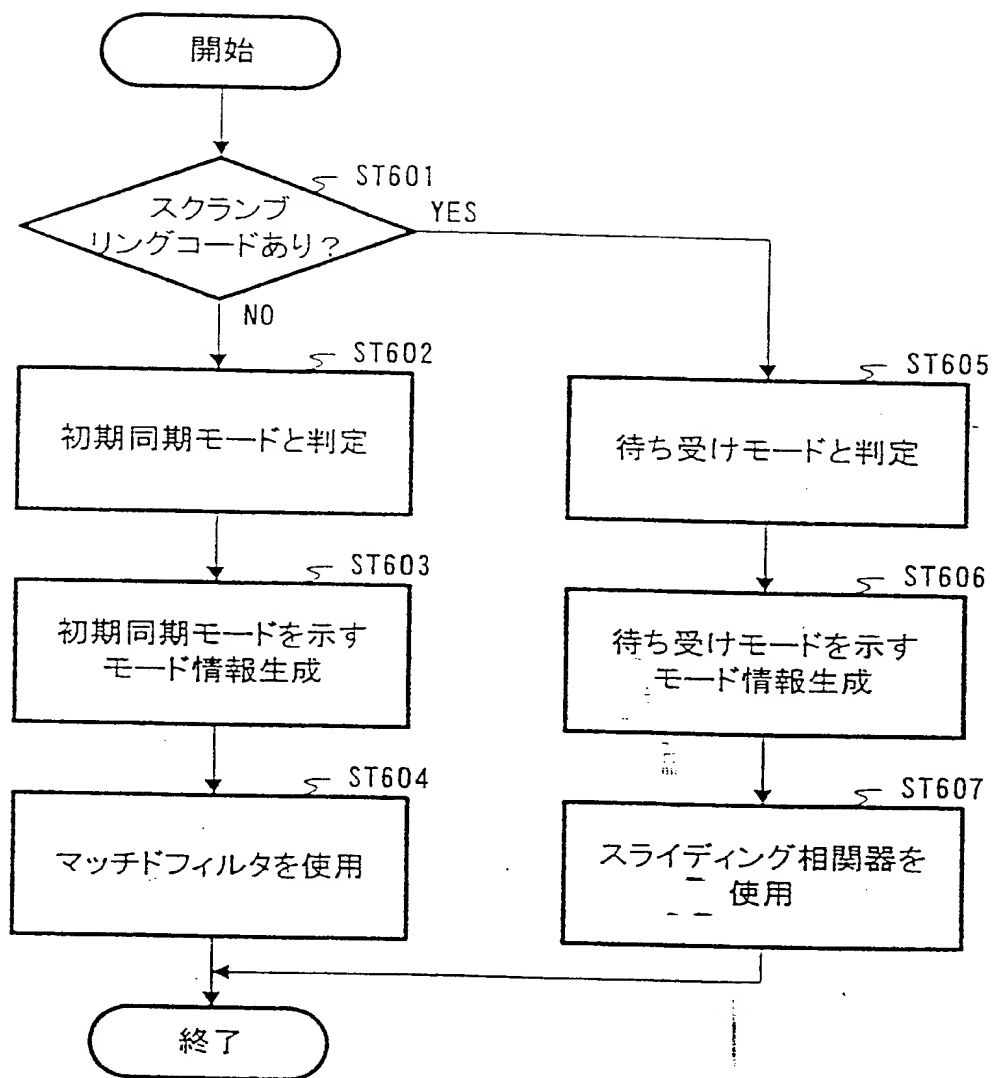 開始
ST601
スクランブ
リングコードあり?
YES
NO
ST602
初期同期モードと判定
ST603
初期同期モードを示す
モード情報生成
ST604
マッチドフィルタを使用
ST605
待ち受けモードと判定
ST606
待ち受けモードを示す
モード情報生成
ST607
スライディング相関器を
使用
終了